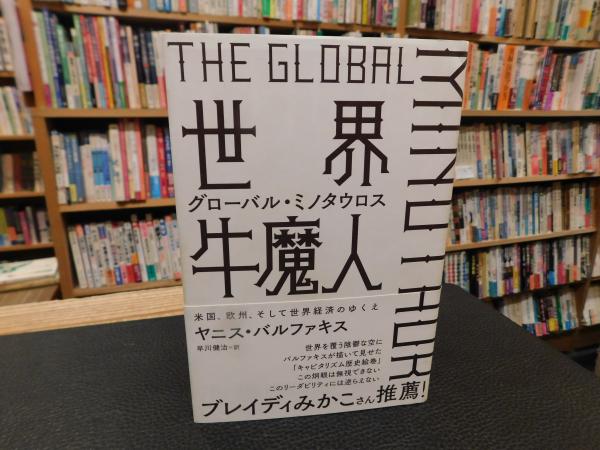 THE GLOBAL
MINOTAUR
世界
グローバル・ミノタウロス
牛魔人
米国、欧州、そして世界経済のゆくえ
ヤニス・バルファキス
早川健治=訳
世界を覆う陰鬱な空に
バルファキスが描いて見せた
「キャピタリズム歴史絵巻」
この炯眼は無視できない
このリーダビリティには逆らえない
ブレイディみかこさん推薦!